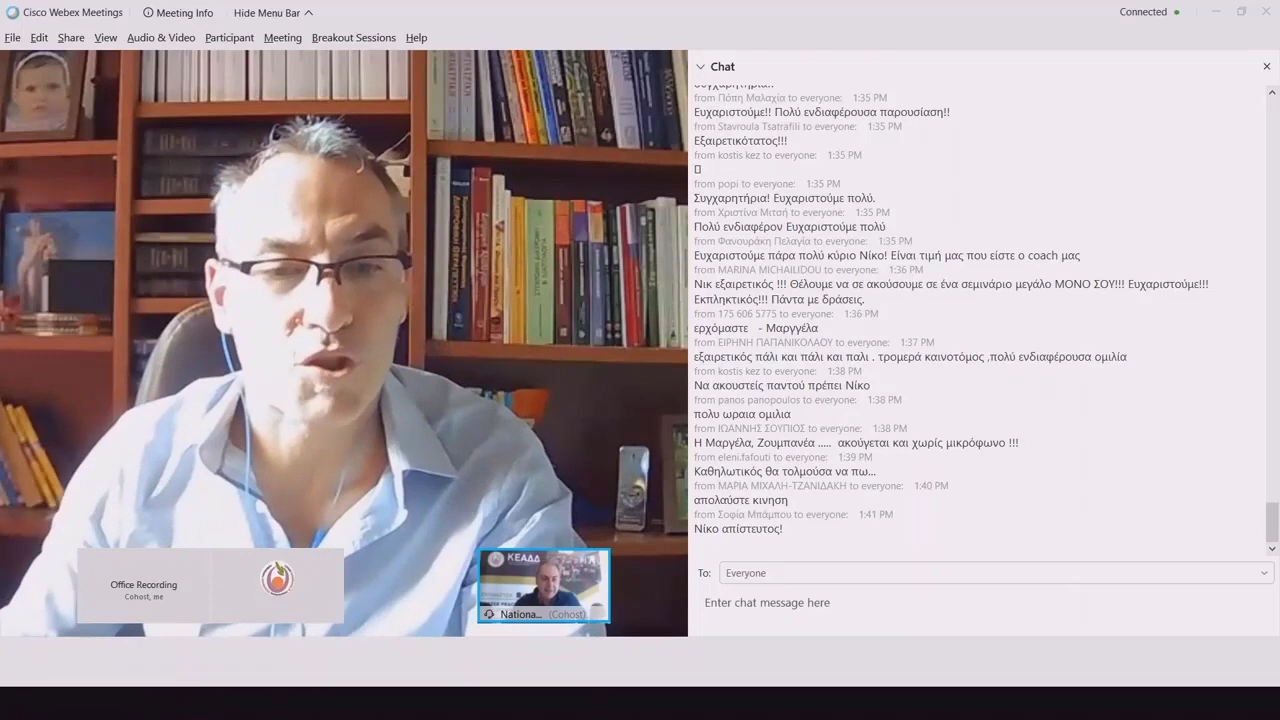 Cisco Webex Meetings
Meeting Info
Hide Menu Bar
Connected
File Edit Share View Audio & Video Participant Meeting Breakout Sessions Help
Chat
from Πόπη Μαλαχία to everyone: 1:35 PM
Ευχαριστούμε!! Πολύ ενδιαφέρουσα παρουσίαση!!
from Stavroula Tsatrafili to everyone: 1:35 PM
Εξαιρετικότατος!!!
from kostis kez to everyone: 1:35 PM
from popi to everyone: 1:35 PM
Συγχαρητήρια! Ευχαριστούμε πολύ.
from Χριστίνα Μιτσή to everyone: 1:35 PM
Πολύ ενδιαφέρον Ευχαριστούμε πολύ
from Φανουράκη Πελαγία to everyone: 1:35 PM
Ευχαριστούμε πάρα πολύ κύριο Νίκο! Είναι τιμή μας που είστε ο coach μας
from MARINA MICHAILIDOU to everyone: 1:36 PM
Νικ εξαιρετικός !!! Θέλουμε να σε ακούσουμε σε ένα σεμινάριο μεγάλο ΜΟΝΟ ΣΟΥ!!! Ευχαριστούμε!!!
Εκπληκτικός!!! Πάντα με δράσεις.
from 175 606 5775 to everyone: 1:36 PM
ερχόμαστε - Μαργγέλα
from ΕΙΡΗΝΗ ΠΑΠΑΝΙΚΟΛΑΟΥ to everyone: 1:37 PM
εξαιρετικός πάλι και πάλι και παλι . τρομερά καινοτόμος ,πολύ ενδιαφέρουσα ομιλία
from kostis kez to everyone: 1:38 PM
Να ακουστείς παντού πρέπει Νίκο
from panos panopoulos to everyone: 1:38 PM
πολυ ωραια ομιλια
from ΙΩΑΝΝΗΣ ΣΟΥΠΙΟΣ to everyone: 1:38 PM
Η Μαργέλα, Ζουμπανέα ..... ακούγεται και χωρίς μικρόφωνο !!!
from eleni.fafouti to everyone: 1:39 PM
Καθηλωτικός θα τολμούσα να πω...
from ΜΑΡΙΑ ΜΙΧΑΛΗ-ΤΖΑΝΙΔΑΚΗ to everyone: 1:40 PM
απολαύστε κινηση
from Σοφία Μπάμπου to everyone: 1:41 PM
Νίκο απίστευτος!
To: Everyone
Enter chat message here
Office Recording
Cohost, me
ΚΕΑΔΔ
Nationa... (Cohost)